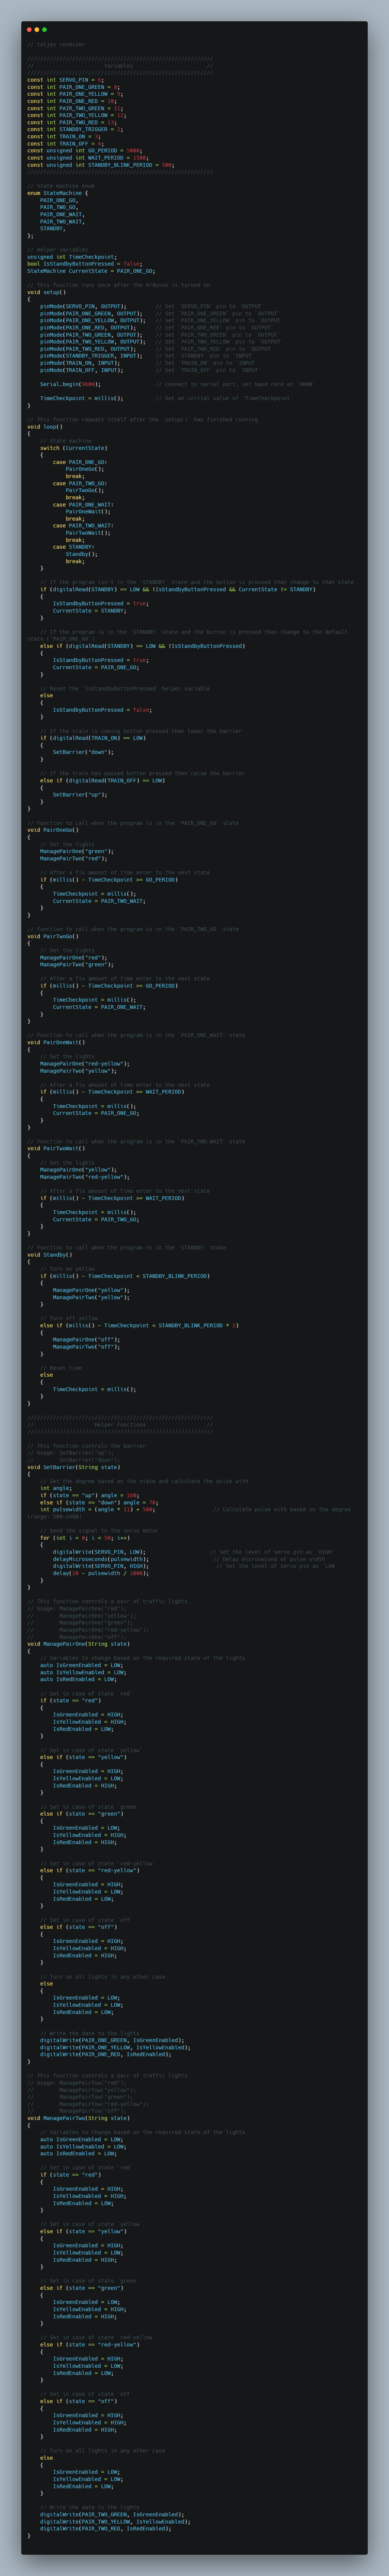 // teljes rendszer
//////////////////////////////////////////////////////////
//                      Variables                       //
//////////////////////////////////////////////////////////
const int SERVO_PIN = 6;
const int PAIR_ONE_GREEN = 8;
const int PAIR_ONE_YELLOW = 9;
const int PAIR_ONE_RED = 10;
const int PAIR_TWO_GREEN = 11;
const int PAIR_TWO_YELLOW = 12;
const int PAIR_TWO_RED = 13;
const int STANDBY_TRIGGER = 2;
const int TRAIN_ON = 3;
const int TRAIN_OFF = 4;
const unsigned int GO_PERIOD = 5000;
const unsigned int WAIT_PERIOD = 1500;
const unsigned int STANDBY_BLINK_PERIOD = 500;
//////////////////////////////////////////////////////////
// State machine enum
enum StateMachine {
    PAIR_ONE_GO,
    PAIR_TWO_GO,
    PAIR_ONE_WAIT,
    PAIR_TWO_WAIT,
    STANDBY,
};
// Helper variables
unsigned int TimeCheckpoint;
bool IsStandbyButtonPressed = false;
StateMachine CurrentState = PAIR_ONE_GO;
// This function runs once after the Arduino is turned on
void setup()
{
    pinMode(SERVO_PIN, OUTPUT);         // Set `SERVO_PIN` pin to `OUTPUT`
    pinMode(PAIR_ONE_GREEN, OUTPUT);    // Set `PAIR_ONE_GREEN` pin to `OUTPUT`
    pinMode(PAIR_ONE_YELLOW, OUTPUT);   // Set `PAIR_ONE_YELLOW` pin to `OUTPUT`
    pinMode(PAIR_ONE_RED, OUTPUT);      // Set `PAIR_ONE_RED` pin to `OUTPUT`
    pinMode(PAIR_TWO_GREEN, OUTPUT);    // Set `PAIR_ONE_GREEN` pin to `OUTPUT`
    pinMode(PAIR_TWO_YELLOW, OUTPUT);   // Set `PAIR_TWO_YELLOW` pin to `OUTPUT`
    pinMode(PAIR_TWO_RED, OUTPUT);      // Set `PAIR_TWO_RED` pin to `OUTPUT`
    pinMode(STANDBY_TRIGGER, INPUT);    // Set `STANDBY` pin to `INPUT`
    pinMode(TRAIN_ON, INPUT);           // Set `TRAIN_ON` pin to `INPUT`
    pinMode(TRAIN_OFF, INPUT);          // Set `TRAIN_OFF` pin to `INPUT`
    Serial.begin(9600);                 // Connect to serial port, set baud rate at `9600`
    TimeCheckpoint = millis();          // Set an initial value of `TimeCheckpoint`
}
// This function repeats itself after the `setup()` has finished running
void loop()
{
    // State machine
    switch (CurrentState)
    {
        case PAIR_ONE_GO:
            PairOneGo();
            break;
        case PAIR_TWO_GO:
            PairTwoGo();
            break;
        case PAIR_ONE_WAIT:
            PairOneWait();
            break;
        case PAIR_TWO_WAIT:
            PairTwoWait();
            break;
        case STANDBY:
            Standby();
            break;
    }
    // If the program isn't in the `STANDBY` state and the button is pressed then change to that state
    if (digitalRead(STANDBY) == LOW && !IsStandbyButtonPressed && CurrentState != STANDBY)
    {
        IsStandbyButtonPressed = true;
        CurrentState = STANDBY;
    }
    // If the program is in the `STANDBY` state and the button is pressed then change to the default
state (`PAIR_ONE_GO`)
    else if (digitalRead(STANDBY) == LOW && !IsStandbyButtonPressed)
    {
        IsStandbyButtonPressed = true;
        CurrentState = PAIR_ONE_GO;
    }
    // Reset the `IsStandbyButtonPressed` helper variable
    else
    {
        IsStandbyButtonPressed = false;
    }
    // If the train is coming button pressed then lower the barrier
    if (digitalRead(TRAIN_ON) == LOW)
    {
        SetBarrier("down");
    }
    // If the train has passed button pressed then raise the barrier
    else if (digitalRead(TRAIN_OFF) == LOW)
    {
        SetBarrier("up");
    }
}
// Function to call when the program is in the `PAIR_ONE_GO` state
void PairOneGo()
{
    // Set the lights
    ManagePairOne("green");
    ManagePairTwo("red");
    // After a fix amount of time enter to the next state
    if (millis() - TimeCheckpoint >= GO_PERIOD)
    {
        TimeCheckpoint = millis();
        CurrentState = PAIR_TWO_WAIT;
    }
}
// Function to call when the program is in the `PAIR_TWO_GO` state
void PairTwoGo()
{
    // Set the lights
    ManagePairOne("red");
    ManagePairTwo("green");
    // After a fix amount of time enter to the next state
    if (millis() - TimeCheckpoint >= GO_PERIOD)
    {
        TimeCheckpoint = millis();
        CurrentState = PAIR_ONE_WAIT;
    }
}
// Function to call when the program is in the `PAIR_ONE_WAIT` state
void PairOneWait()
{
    // Set the lights
    ManagePairOne("red-yellow");
    ManagePairTwo("yellow");
    // After a fix amount of time enter to the next state
    if (millis() - TimeCheckpoint >= WAIT_PERIOD)
    {
        TimeCheckpoint = millis();
        CurrentState = PAIR_ONE_GO;
    }
}
// Function to call when the program is in the `PAIR_TWO_WAIT` state
void PairTwoWait()
{
    // Set the lights
    ManagePairOne("yellow");
    ManagePairTwo("red-yellow");
    // After a fix amount of time enter to the next state
    if (millis() - TimeCheckpoint >= WAIT_PERIOD)
    {
        TimeCheckpoint = millis();
        CurrentState = PAIR_TWO_GO;
    }
}
// Function to call when the program is in the `STANDBY` state
void Standby()
{
    // Turn on yellow
    if (millis() - TimeCheckpoint < STANDBY_BLINK_PERIOD)
    {
        ManagePairOne("yellow");
        ManagePairTwo("yellow");
    }
    // Turn off yellow
    else if (millis() - TimeCheckpoint < STANDBY_BLINK_PERIOD * 2)
    {
        ManagePairOne("off");
        ManagePairTwo("off");
    }
    // Reset time
    else
    {
        TimeCheckpoint = millis();
    }
}
//////////////////////////////////////////////////////////
//                   Helper Functions                   //
//////////////////////////////////////////////////////////
// This function controls the barrier
// Usage: SetBarrier("up");
//        SetBarrier("down");
void SetBarrier(String state)
{
    // Set the degree based on the state and calculate the pulse with
    int angle;
    if (state == "up") angle = 160;
    else if (state == "down") angle = 70;
    int pulsewidth = (angle * 11) + 500;                  // Calculate pulse with based on the degree
(range: 500-2480)
    // Send the signal to the servo motor
    for (int i = 0; i < 50; i++)
    {
        digitalWrite(SERVO_PIN, LOW);                    // Set the level of servo pin as `HIGH`
        delayMicroseconds(pulsewidth);                    // Delay microsecond of pulse width
        digitalWrite(SERVO_PIN, HIGH);                     // Set the level of servo pin as `LOW`
        delay(20 - pulsewidth / 1000);
    }
}
// This function controls a pair of traffic lights
// Usage: ManagePairOne("red");
//        ManagePairOne("yellow");
//        ManagePairOne("green");
//        ManagePairOne("red-yellow");
//        ManagePairOne("off");
void ManagePairOne(String state)
{
    // Variables to change based on the required state of the lights
    auto IsGreenEnabled = LOW;
    auto IsYellowEnabled = LOW;
    auto IsRedEnabled = LOW;
    // Set in case of state `red`
    if (state == "red")
    {
        IsGreenEnabled = HIGH;
        IsYellowEnabled = HIGH;
        IsRedEnabled = LOW;
    }
    // Set in case of state `yellow`
    else if (state == "yellow")
    {
        IsGreenEnabled = HIGH;
        IsYellowEnabled = LOW;
        IsRedEnabled = HIGH;
    }
    // Set in case of state `green`
    else if (state == "green")
    {
        IsGreenEnabled = LOW;
        IsYellowEnabled = HIGH;
        IsRedEnabled = HIGH;
    }
    // Set in case of state `red-yellow`
    else if (state == "red-yellow")
    {
        IsGreenEnabled = HIGH;
        IsYellowEnabled = LOW;
        IsRedEnabled = LOW;
    }
    // Set in case of state `off`
    else if (state == "off")
    {
        IsGreenEnabled = HIGH;
        IsYellowEnabled = HIGH;
        IsRedEnabled = HIGH;
    }
    // Turn on all lights in any other case
    else
    {
        IsGreenEnabled = LOW;
        IsYellowEnabled = LOW;
        IsRedEnabled = LOW;
    }
    // Write the data to the lights
    digitalWrite(PAIR_ONE_GREEN, IsGreenEnabled);
    digitalWrite(PAIR_ONE_YELLOW, IsYellowEnabled);
    digitalWrite(PAIR_ONE_RED, IsRedEnabled);
}
// This function controls a pair of traffic lights
// Usage: ManagePairTow("red");
//        ManagePairTow("yellow");
//        ManagePairTow("green");
//        ManagePairTow("red-yellow");
//        ManagePairTow("off");
void ManagePairTwo(String state)
{
    // Variables to change based on the required state of the lights
    auto IsGreenEnabled = LOW;
    auto IsYellowEnabled = LOW;
    auto IsRedEnabled = LOW;
    // Set in case of state `red`
    if (state == "red")
    {
        IsGreenEnabled = HIGH;
        IsYellowEnabled = HIGH;
        IsRedEnabled = LOW;
    }
    // Set in case of state `yellow`
    else if (state == "yellow")
    {
        IsGreenEnabled = HIGH;
        IsYellowEnabled = LOW;
        IsRedEnabled = HIGH;
    }
    // Set in case of state `green`
    else if (state == "green")
    {
        IsGreenEnabled = LOW;
        IsYellowEnabled = HIGH;
        IsRedEnabled = HIGH;
    }
    // Set in case of state `red-yellow`
    else if (state == "red-yellow")
    {
        IsGreenEnabled = HIGH;
        IsYellowEnabled = LOW;
        IsRedEnabled = LOW;
    }
    // Set in case of state `off`
    else if (state == "off")
    {
        IsGreenEnabled = HIGH;
        IsYellowEnabled = HIGH;
        IsRedEnabled = HIGH;
    }
    // Turn on all lights in any other case
    else
    {
        IsGreenEnabled = LOW;
        IsYellowEnabled = LOW;
        IsRedEnabled = LOW;
    }
    // Write the data to the lights
    digitalWrite(PAIR_TWO_GREEN, IsGreenEnabled);
    digitalWrite(PAIR_TWO_YELLOW, IsYellowEnabled);
    digitalWrite(PAIR_TWO_RED, IsRedEnabled);
}